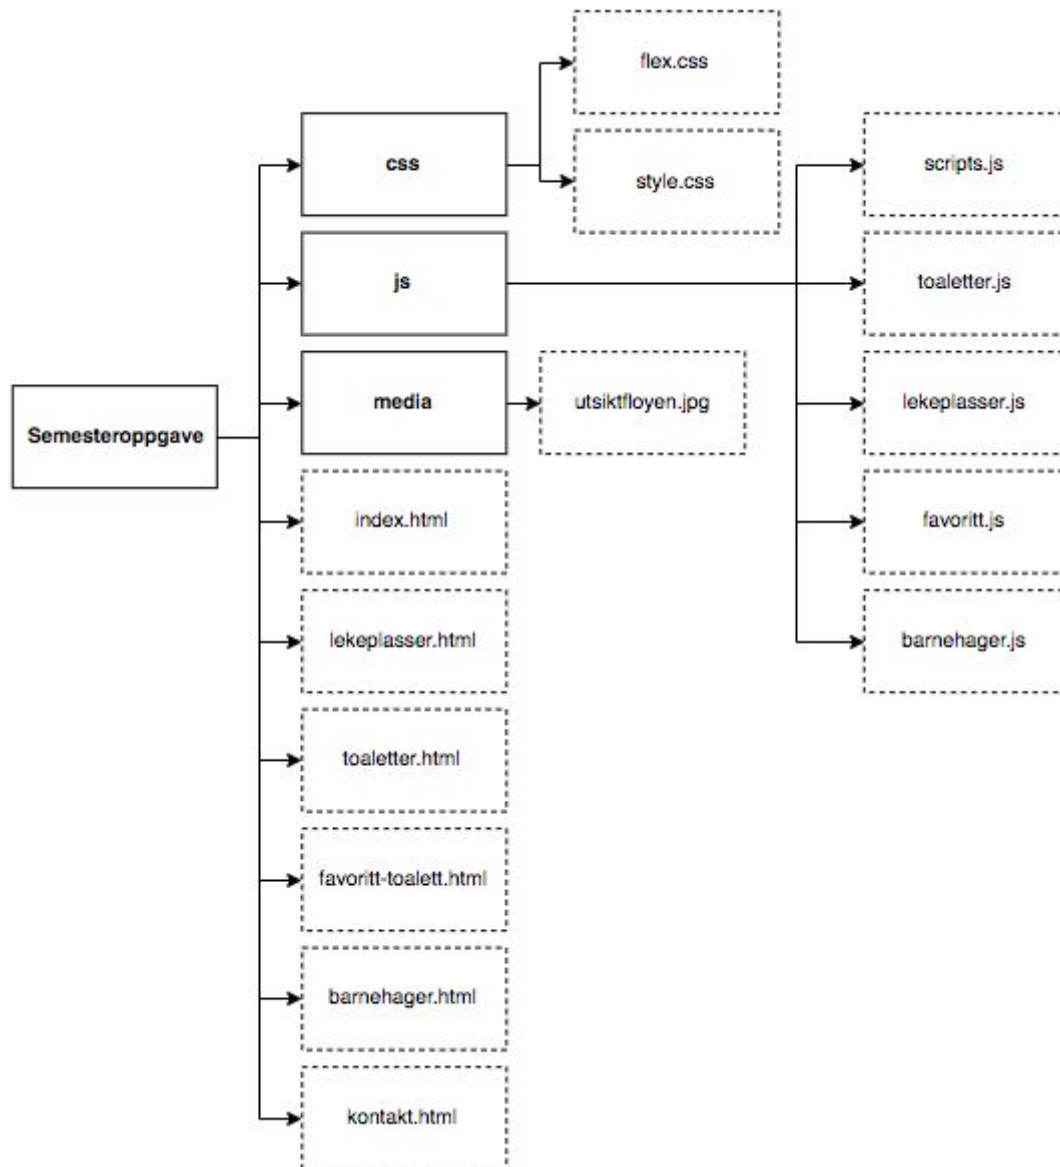 Semesteroppgave
css
flex.css
style.css
js
scripts.js
toaletter.js
lekeplasser.js
favoritt.js
barnehager.js
media
utsiktfloyen.jpg
index.html
lekeplasser.html
toaletter.html
favoritt-toalett.html
barnehager.html
kontakt.html